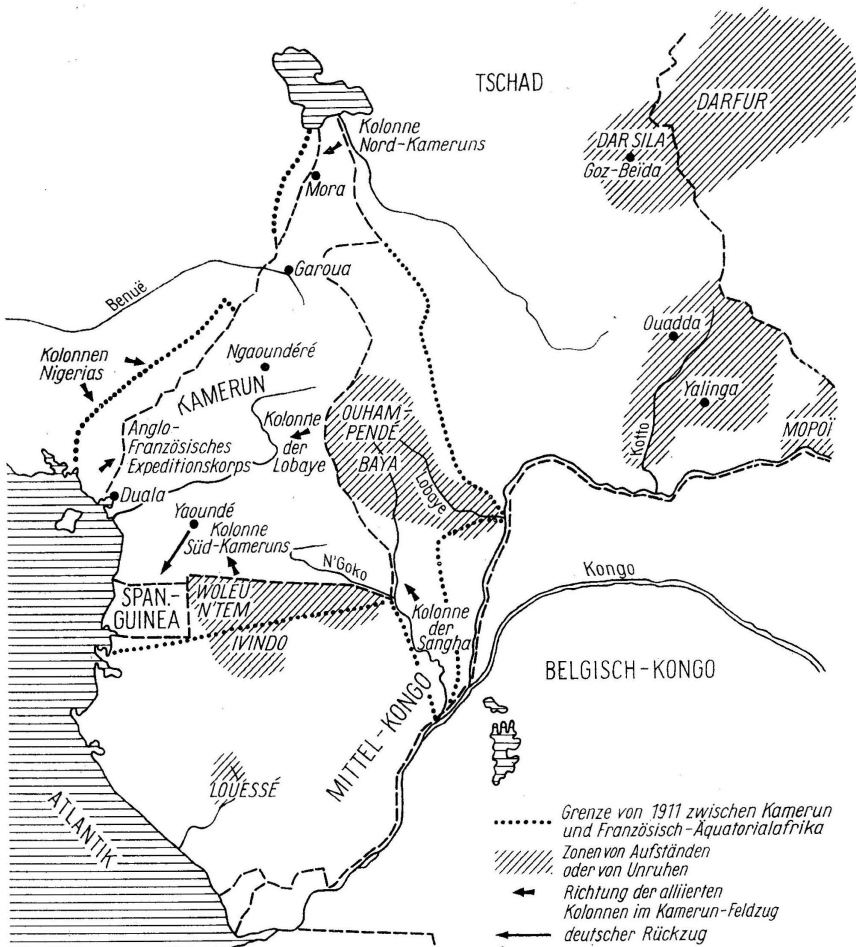 TSCHAD
DARFUR
DAR SILA
Goz-Beïda
Kolonne
Nord-Kameruns
Mora
Garoua
Benuë
Kolonnen
Nigerias
Ngaoundéré
KAMERUN
Ouadda
Yalinga
Kotto
MOPOÏ
Anglo-
Französisches
Expeditionskorps
Kolonne
der
Lobaye
OUHAM-
PENDÉ
BAYA
Lobaye
Duala
Yaoundé
Kolonne
Süd-Kameruns
N'Goko
Kongo
SPAN.-
GUINEA
WOLEU
N'TEM
IVINDO
Kolonne
der
Sangha
BELGISCH-KONGO
MITTEL-KONGO
LOUESSÉ
ATLANTIK
Grenze von 1911 zwischen Kamerun
und Französisch-Äquatorialafrika
Zonen von Aufständen
oder von Unruhen
Richtung der alliierten
Kolonnen im Kamerun-Feldzug
deutscher Rückzug